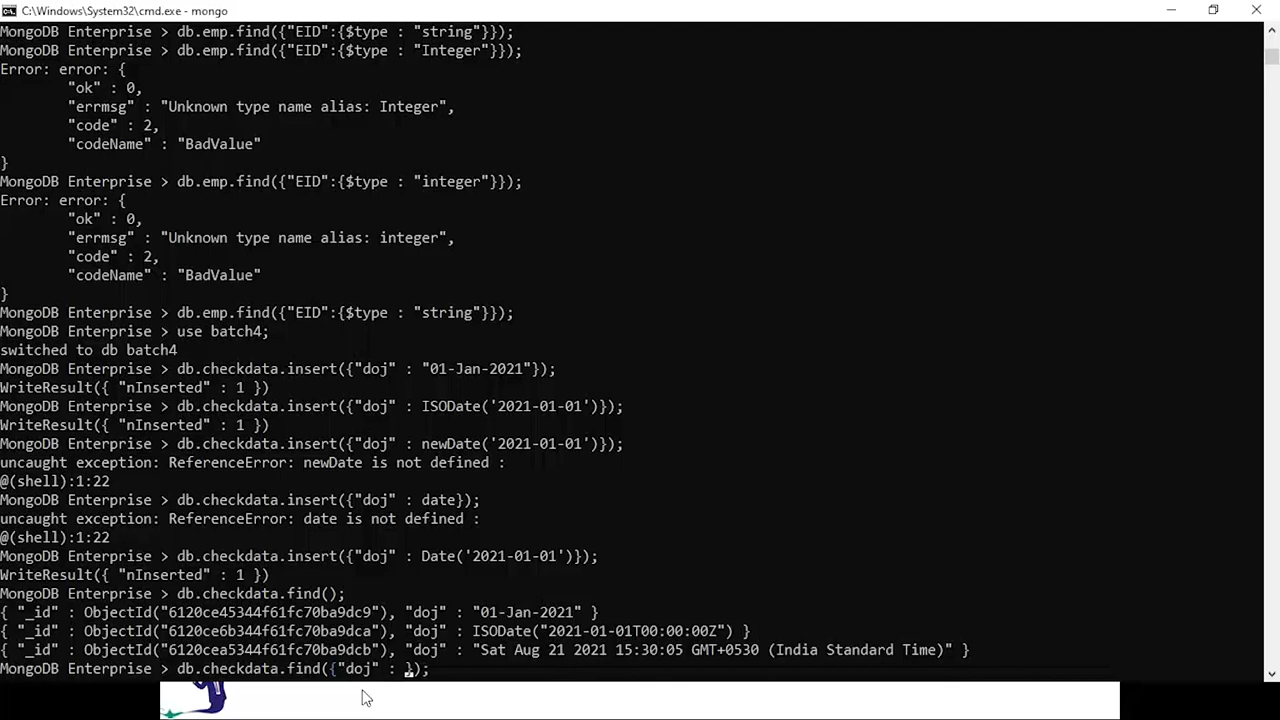 C:\Windows\System32\cmd.exe - mongo
MongoDB Enterprise > db.emp.find({"EID":{$type : "string"}});
MongoDB Enterprise > db.emp.find({"EID":{$type : "Integer"}});
Error: error: {
"ok" : 0,
"errmsg" : "Unknown type name alias: Integer",
"code" : 2,
"codeName" : "BadValue"
}
MongoDB Enterprise > db.emp.find({"EID":{$type : "integer"}});
Error: error: {
"ok" : 0,
"errmsg" : "Unknown type name alias: integer",
"code" : 2,
"codeName" : "BadValue"
}
MongoDB Enterprise > db.emp.find({"EID":{$type : "string"}});
MongoDB Enterprise > use batch4;
switched to db batch4
MongoDB Enterprise > db.checkdata.insert({"doj" : "01-Jan-2021"});
WriteResult({ "nInserted" : 1 })
MongoDB Enterprise > db.checkdata.insert({"doj" : ISODate('2021-01-01')});
WriteResult({ "nInserted" : 1 })
MongoDB Enterprise > db.checkdata.insert({"doj" : newDate('2021-01-01')});
uncaught exception: ReferenceError: newDate is not defined :
@(shell):1:22
MongoDB Enterprise > db.checkdata.insert({"doj" : date});
uncaught exception: ReferenceError: date is not defined :
@(shell):1:22
MongoDB Enterprise > db.checkdata.insert({"doj" : Date('2021-01-01')});
WriteResult({ "nInserted" : 1 })
MongoDB Enterprise > db.checkdata.find();
{ "_id" : ObjectId("6120ce45344f61fc70ba9dc9"), "doj" : "01-Jan-2021" }
{ "_id" : ObjectId("6120ce6b344f61fc70ba9dca"), "doj" : ISODate("2021-01-01T00:00:00Z") }
{ "_id" : ObjectId("6120cea5344f61fc70ba9dcb"), "doj" : "Sat Aug 21 2021 15:30:05 GMT+0530 (India Standard Time)" }
MongoDB Enterprise > db.checkdata.find({"doj" : });